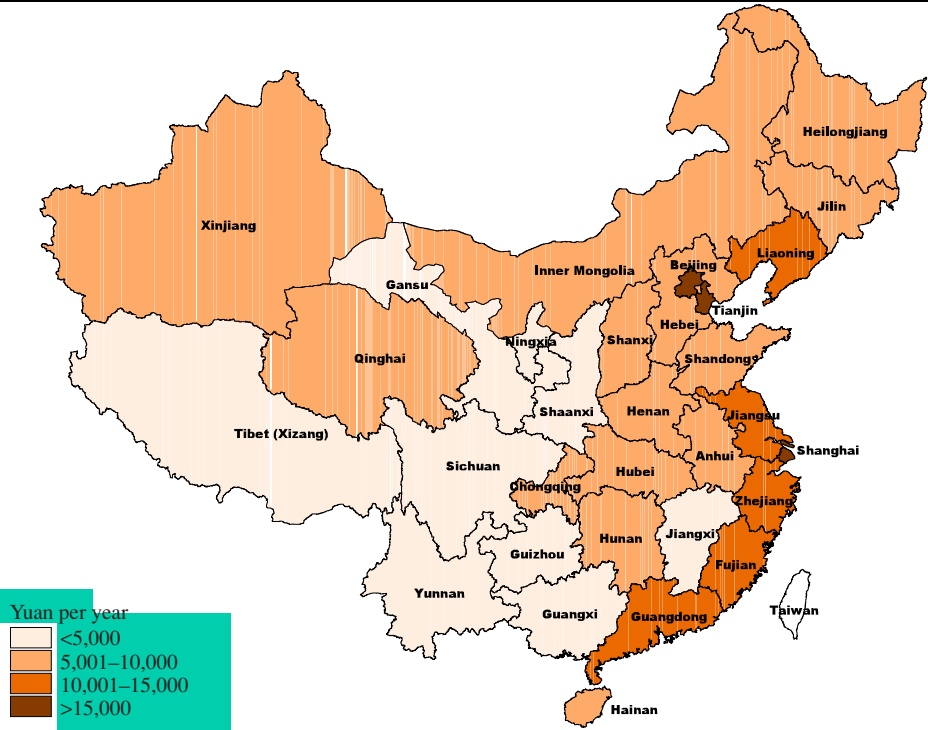 Heilongjiang
Jilin
Xinjiang
Liaoning
Beijing
Inner Mongolia
Gansu
Tianjin
Hebei
Ningxia
Shanxi
Qinghai
Shandong
Shaanxi
Henan
Jiangsu
Tibet (Xizang)
Shanghai
Anhui
Sichuan
Hubei
Chongqing
Zhejiang
Jiangxi
Hunan
Guizhou
Fujian
Yunnan
Taiwan
Guangxi
Guangdong
Hainan
Yuan per year
<5,000
5,001–10,000
10,001–15,000
>15,000